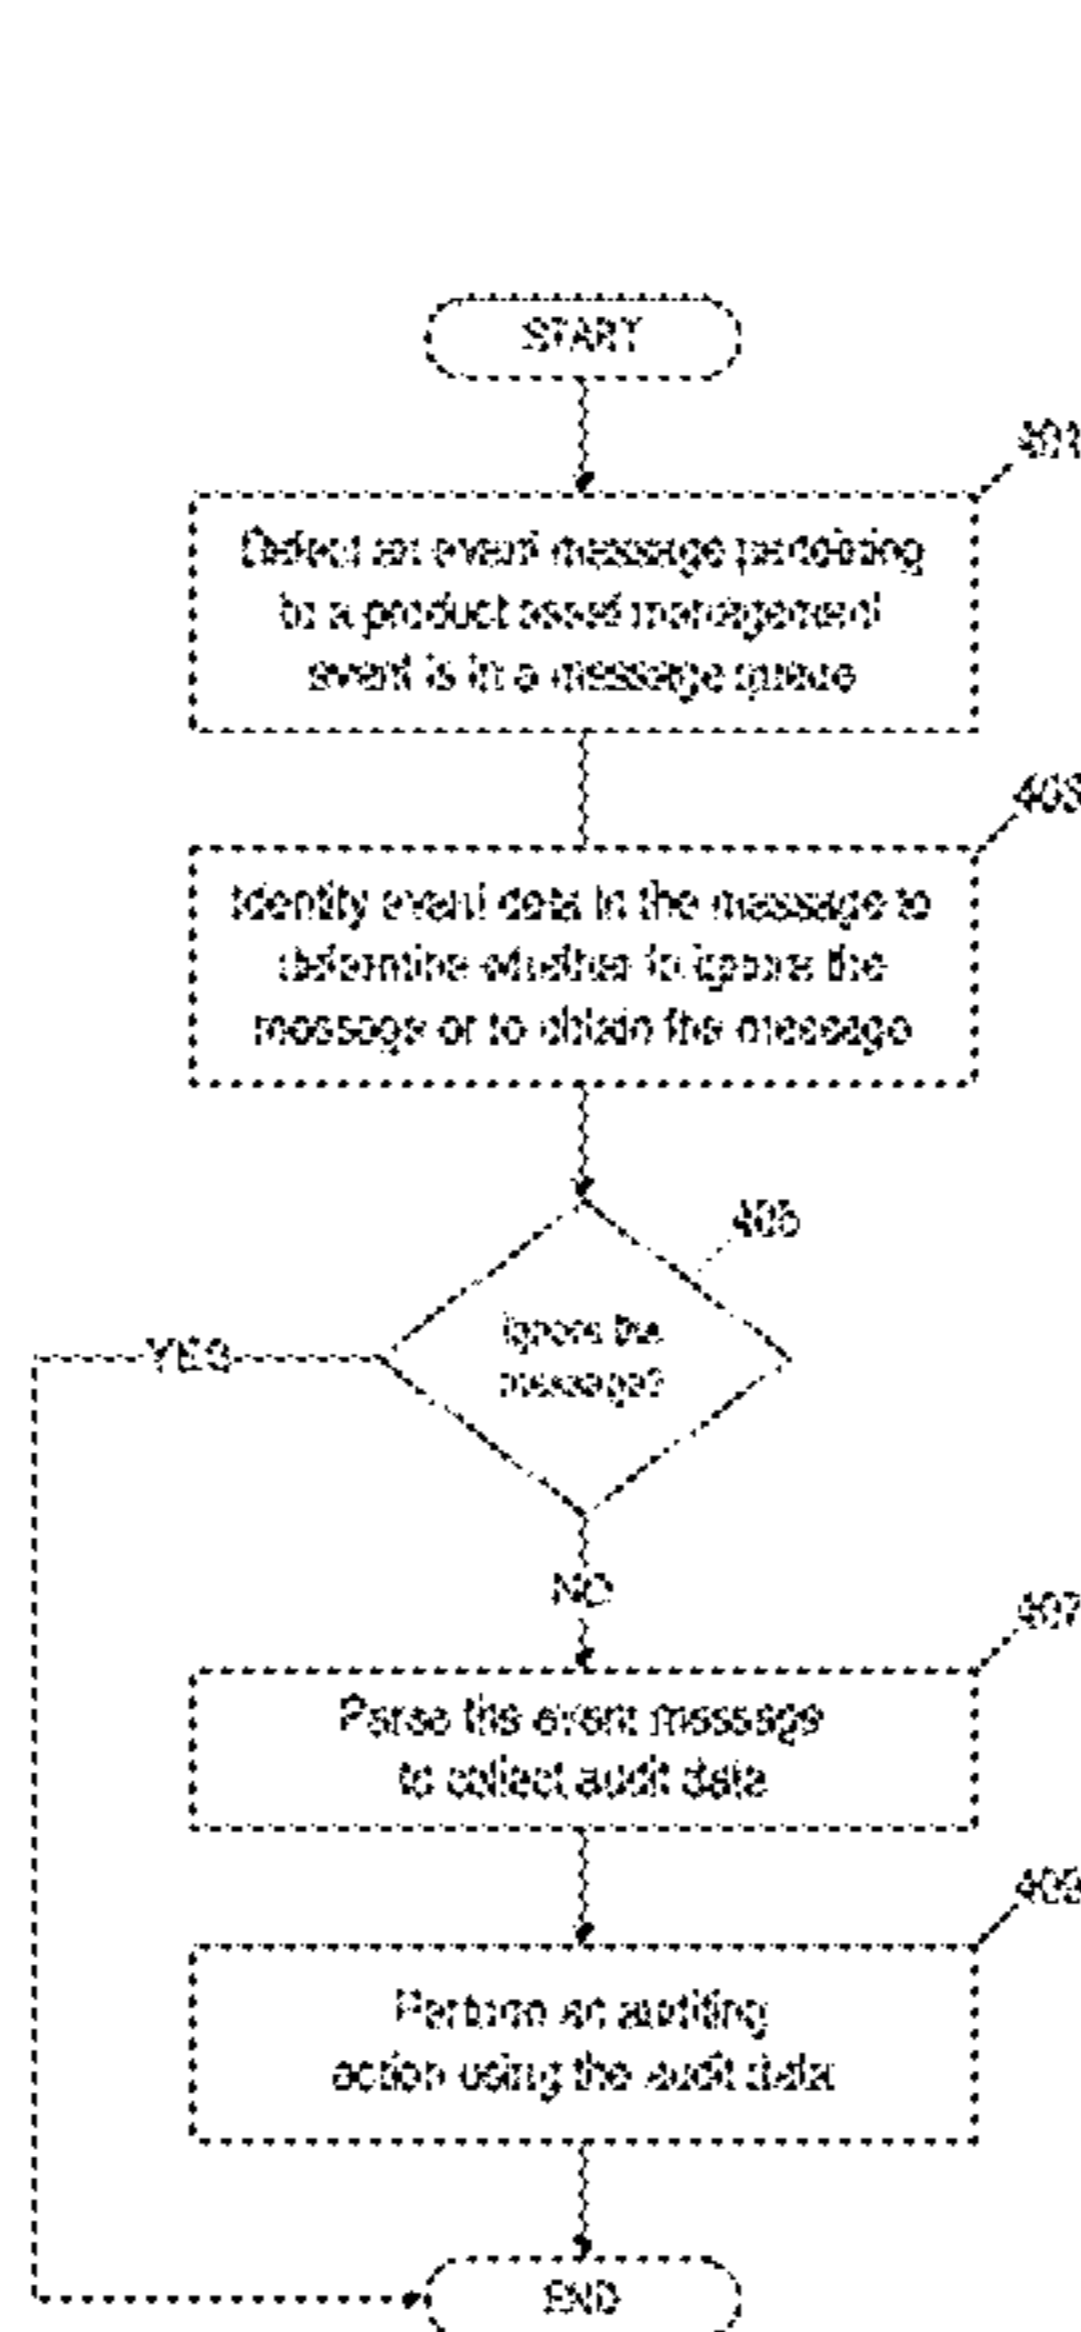 START
401
Detect an event message pertaining
to a product asset management
event is in a message queue
403
Identify event data in the message to
determine whether to ignore the
message or to obtain the message
405
Ignore the
message?
YES
NO
407
Parse the event message
to collect audit data
409
Perform an auditing
action using the audit data
END